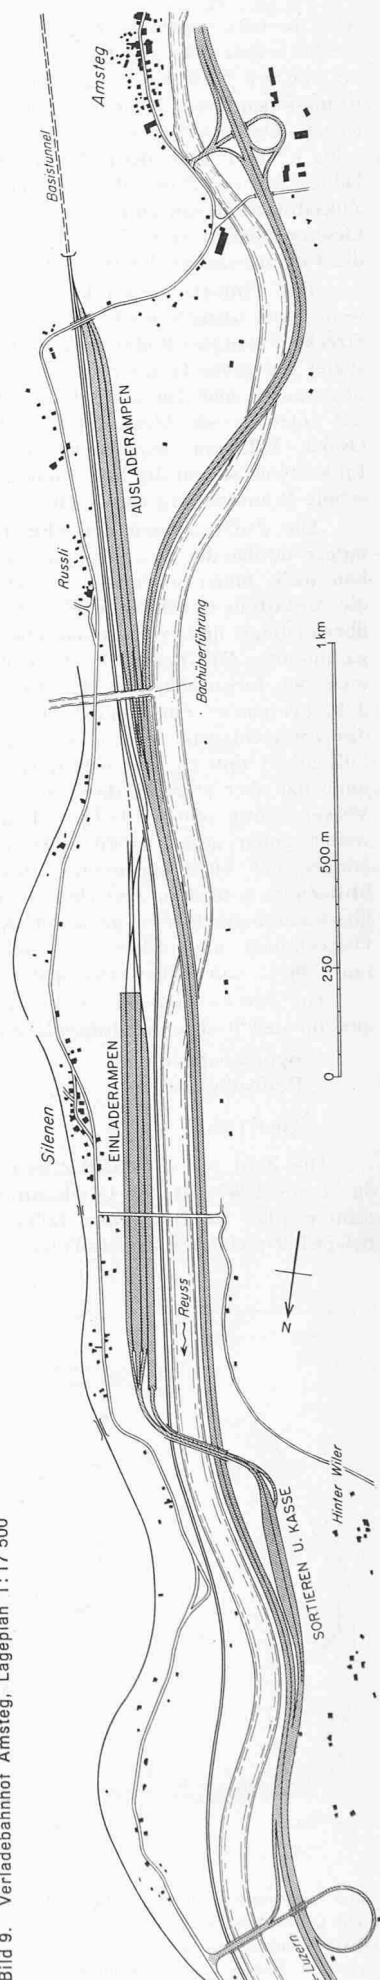 Bild 9. Verladebahnhof Amsteg, Lageplan 1:17 500
Luzern
SORTIEREN U. KASSE
Hinter Wiler
Reuss
N
Silenen
EINLADERAMPEN
0
250
500 m
1 km
Bachüberführung
Russli
AUSLADERAMPEN
Basistunnel
Amsteg